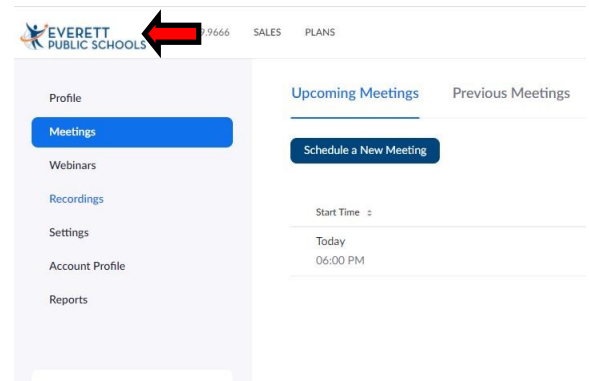 EVERETT
PUBLIC SCHOOLS
9.9666 SALES PLANS
Profile
Meetings
Webinars
Recordings
Settings
Account Profile
Reports
Upcoming Meetings Previous Meetings
Schedule a New Meeting
Start Time
Today
06:00 PM